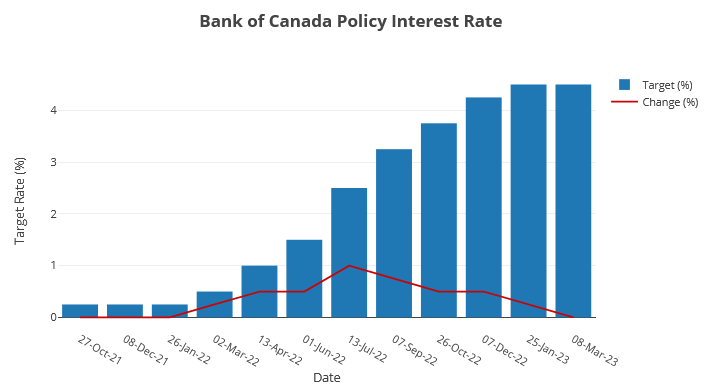 Bank of Canada Policy Interest Rate
Target (%)
Change (%)
Target Rate (%)
4
3
2
1
0
27-Oct-21
08-Dec-21
26-Jan-22
02-Mar-22
13-Apr-22
01-Jun-22
13-Jul-22
07-Sep-22
26-Oct-22
07-Dec-22
25-Jan-23
08-Mar-23
Date